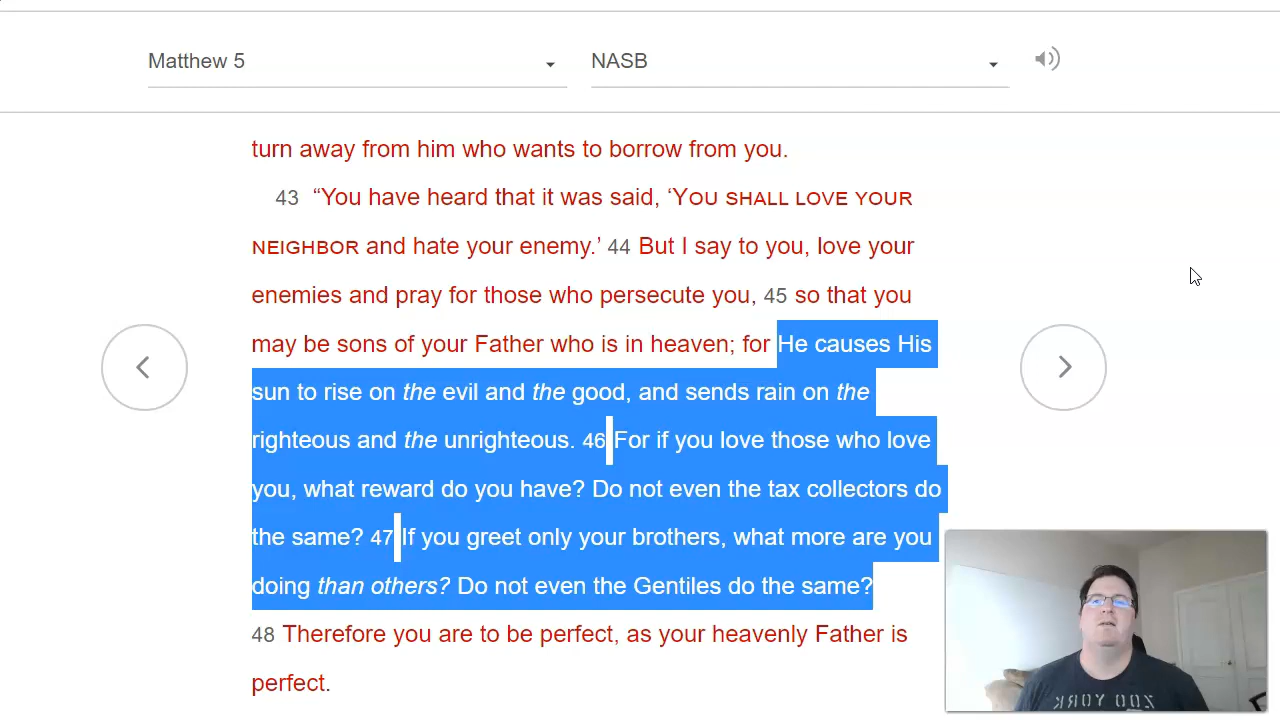 Matthew 5
NASB
turn away from him who wants to borrow from you.
43 “You have heard that it was said, ‘YOU SHALL LOVE YOUR
NEIGHBOR and hate your enemy.’ 44 But I say to you, love your
enemies and pray for those who persecute you, 45 so that you
may be sons of your Father who is in heaven; for He causes His
sun to rise on the evil and the good, and sends rain on the
righteous and the unrighteous. 46 For if you love those who love
you, what reward do you have? Do not even the tax collectors do
the same? 47 If you greet only your brothers, what more are you
doing than others? Do not even the Gentiles do the same?
48 Therefore you are to be perfect, as your heavenly Father is
perfect.
ZOO YORK